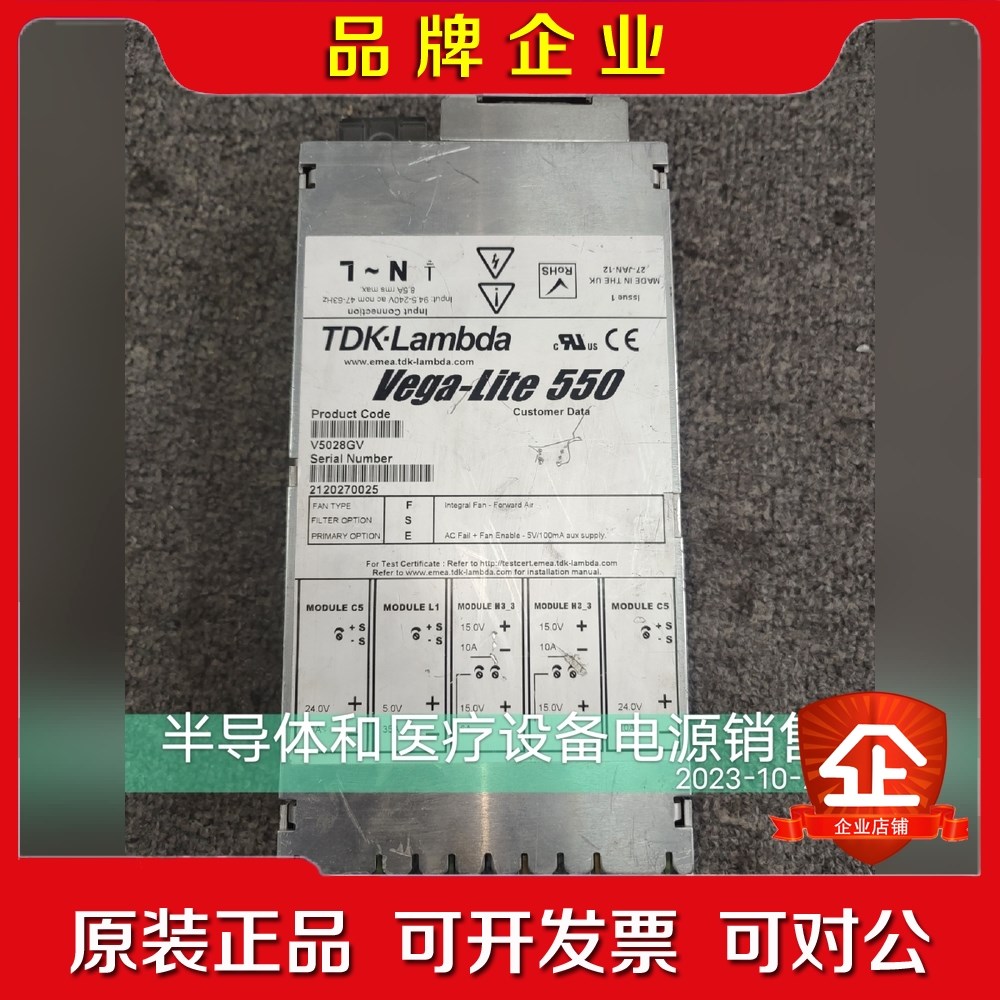 品牌企业
Input Connection
Input: 94.5-240V ac nom 47-63Hz
8.5A rms max.
N ~ L
RoHS
Issue 1
MADE IN THE UK
27-JAN-12
TDK·Lambda
www.emea.tdk-lambda.com
c RU us CE
Vega-Lite 550
Product Code
Customer Data
V5028GV
Serial Number
2120270025
FAN TYPE F Integral Fan - Forward Air
FILTER OPTION S
PRIMARY OPTION E AC Fail + Fan Enable - 5V/100mA aux supply.
For Test Certificate : Refer to http://testcert.emea.tdk-lambda.com
Refer to www.emea.tdk-lambda.com for installation manual.
MODULE C5
+ S
- S
24.0V +
MODULE L1
+ S
- S
5.0V +
MODULE H3_3
15.0V +
10A -
15.0V +
MODULE H3_3
15.0V +
10A -
15.0V +
MODULE C5
+ S
- S
24.0V +
半导体和医疗设备电源销售
2023-10-
企
企业店铺
原装正品 可开发票 可对公